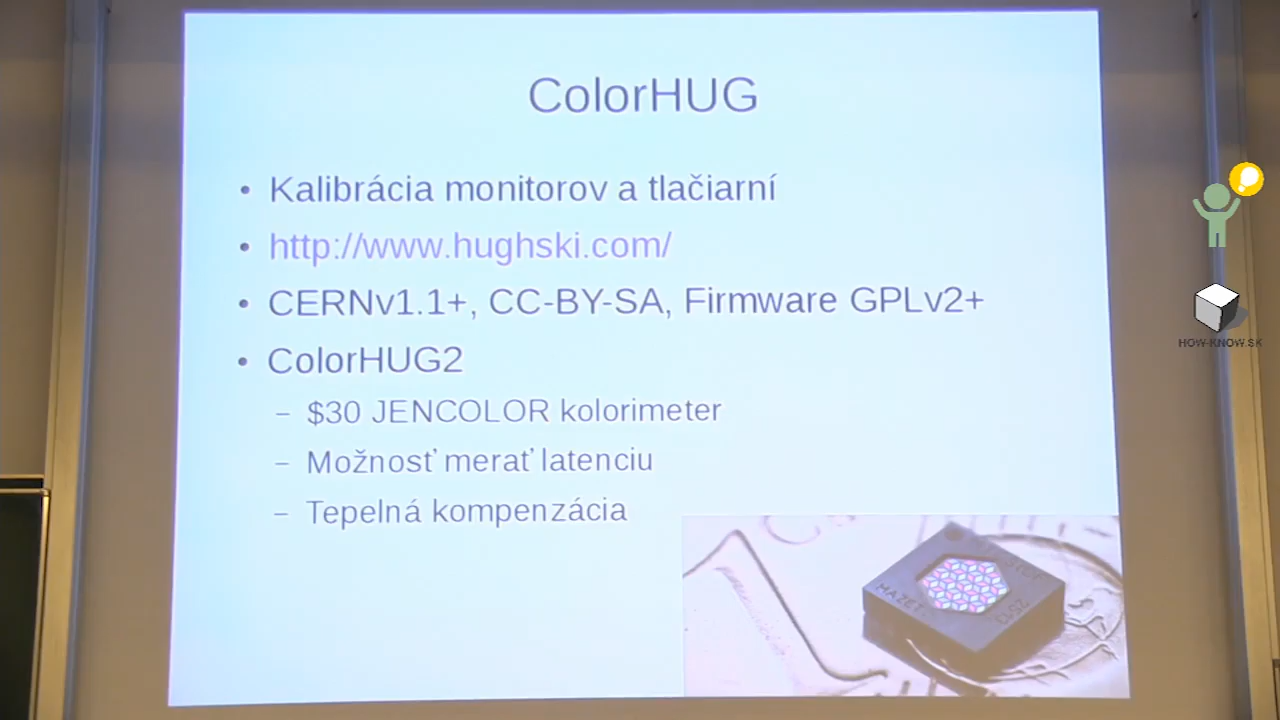 ColorHUG
• Kalibrácia monitorov a tlačiarní
• http://www.hughski.com/
• CERNv1.1+, CC-BY-SA, Firmware GPLv2+
• ColorHUG2
– $30 JENCOLOR kolorimeter
– Možnosť merať latenciu
– Tepelná kompenzácia
MAZET
HOW-KNOW.SK